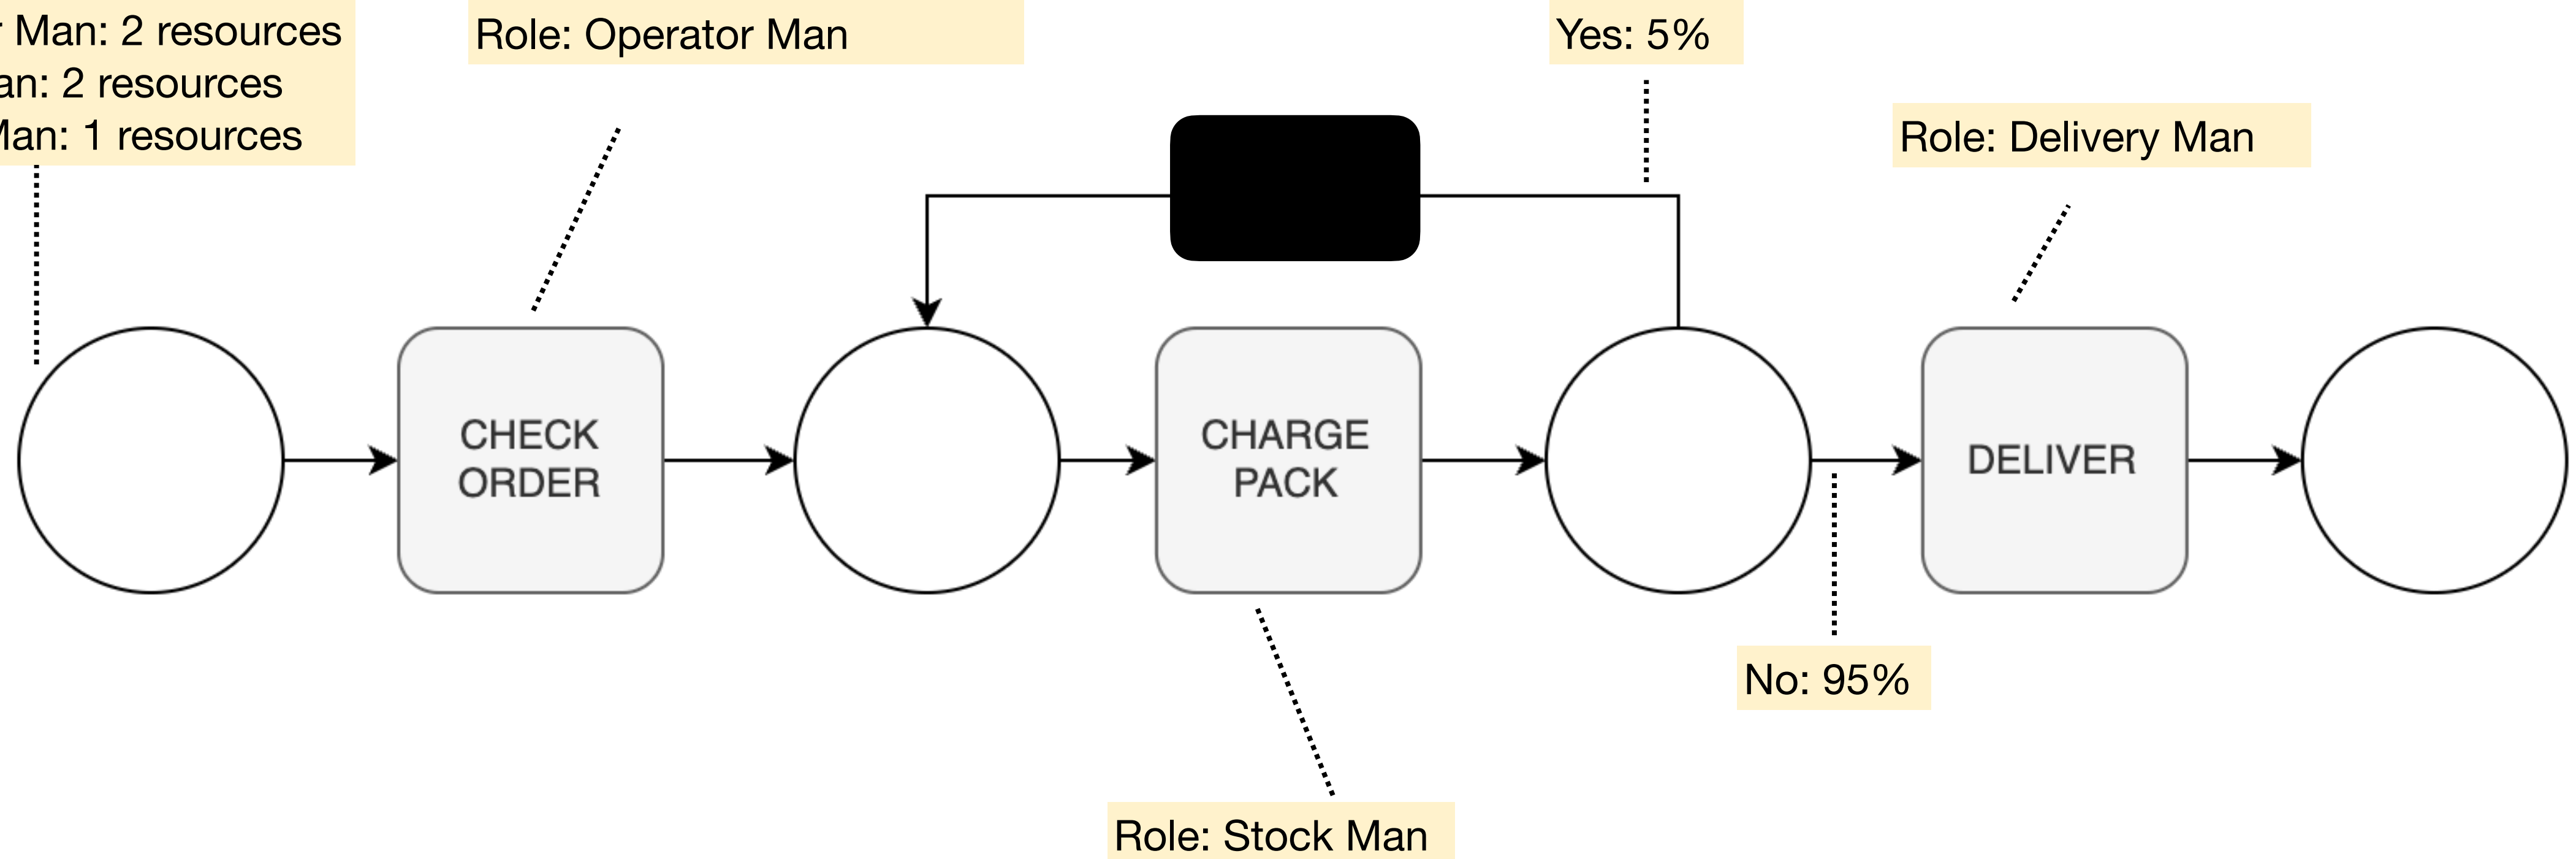 r Man: 2 resources
an: 2 resources
Man: 1 resources
Role: Operator Man
Yes: 5%
Role: Delivery Man
CHECK
ORDER
CHARGE
PACK
DELIVER
No: 95%
Role: Stock Man